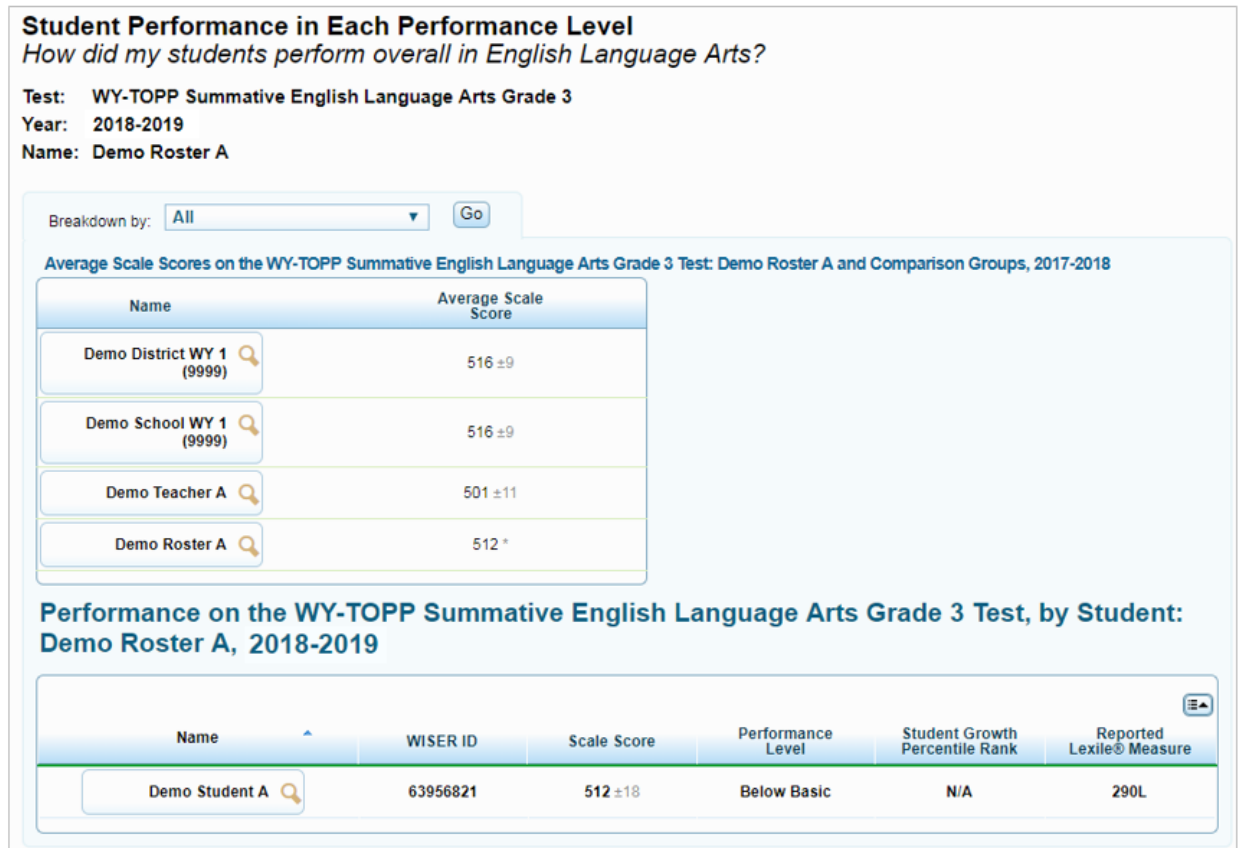 Student Performance in Each Performance Level
How did my students perform overall in English Language Arts?
Test: WY-TOPP Summative English Language Arts Grade 3
Year: 2018-2019
Name: Demo Roster A
Breakdown by: All Go
Average Scale Scores on the WY-TOPP Summative English Language Arts Grade 3 Test: Demo Roster A and Comparison Groups, 2017-2018
Name Average Scale
Score
Demo District WY 1
(9999) 516 ±9
Demo School WY 1
(9999) 516 ±9
Demo Teacher A 501 ±11
Demo Roster A 512 *
Performance on the WY-TOPP Summative English Language Arts Grade 3 Test, by Student:
Demo Roster A, 2018-2019
Name WISER ID Scale Score Performance
Level Student Growth
Percentile Rank Reported
Lexile® Measure
Demo Student A 63956821 512 ±18 Below Basic N/A 290L